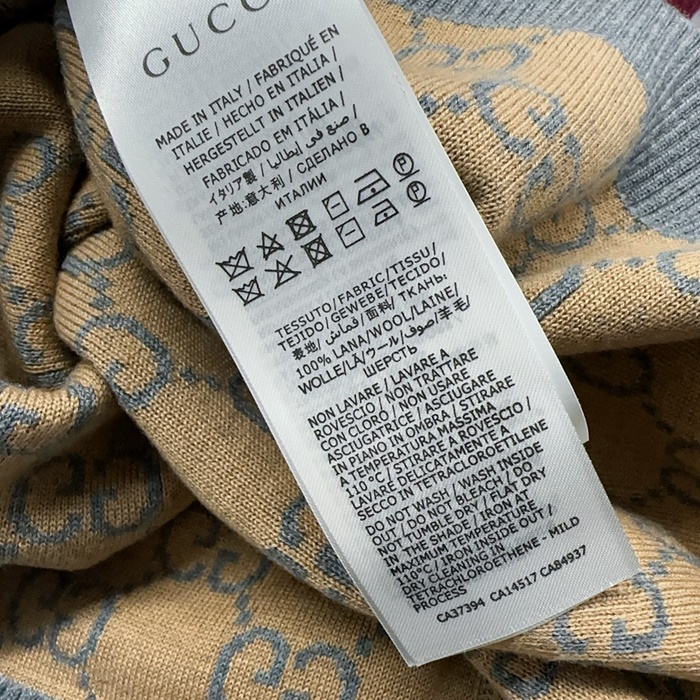 GUCC
MADE IN ITALY / FABRIQUÉ EN
ITALIE / HECHO EN ITALIA /
HERGESTELLT IN ITALIEN /
FABRICADO EM ITÁLIA /
イタリア製 / صنع في ايطاليا /
产地:意大利 / СДЕЛАНО В
ИТАЛИИ
TESSUTO/FABRIC/TISSU/
TEJIDO/GEWEBE/TECIDO/
表地/ قماش /面料/ ТКАНЬ:
100% LANA/WOOL/LAINE/
WOLLE/LÃ/ウール/صوف/羊毛/
ШЕРСТЬ
NON LAVARE / LAVARE A
ROVESCIO / NON TRATTARE
CON CLORO / NON USARE
ASCIUGATRICE / ASCIUGARE
IN PIANO IN OMBRA / STIRARE
A TEMPERATURA MASSIMA
110 °C / STIRARE A ROVESCIO /
LAVARE DELICATAMENTE A
SECCO IN TETRACLOROETILENE
DO NOT WASH / WASH INSIDE
OUT / DO NOT BLEACH / DO
NOT TUMBLE DRY / FLAT DRY
IN THE SHADE / IRON AT
MAXIMUM TEMPERATURE
110°C / IRON INSIDE OUT /
DRY CLEANING IN
TETRACHLOROETHENE - MILD
PROCESS
CA37394 CA14517 CA84937